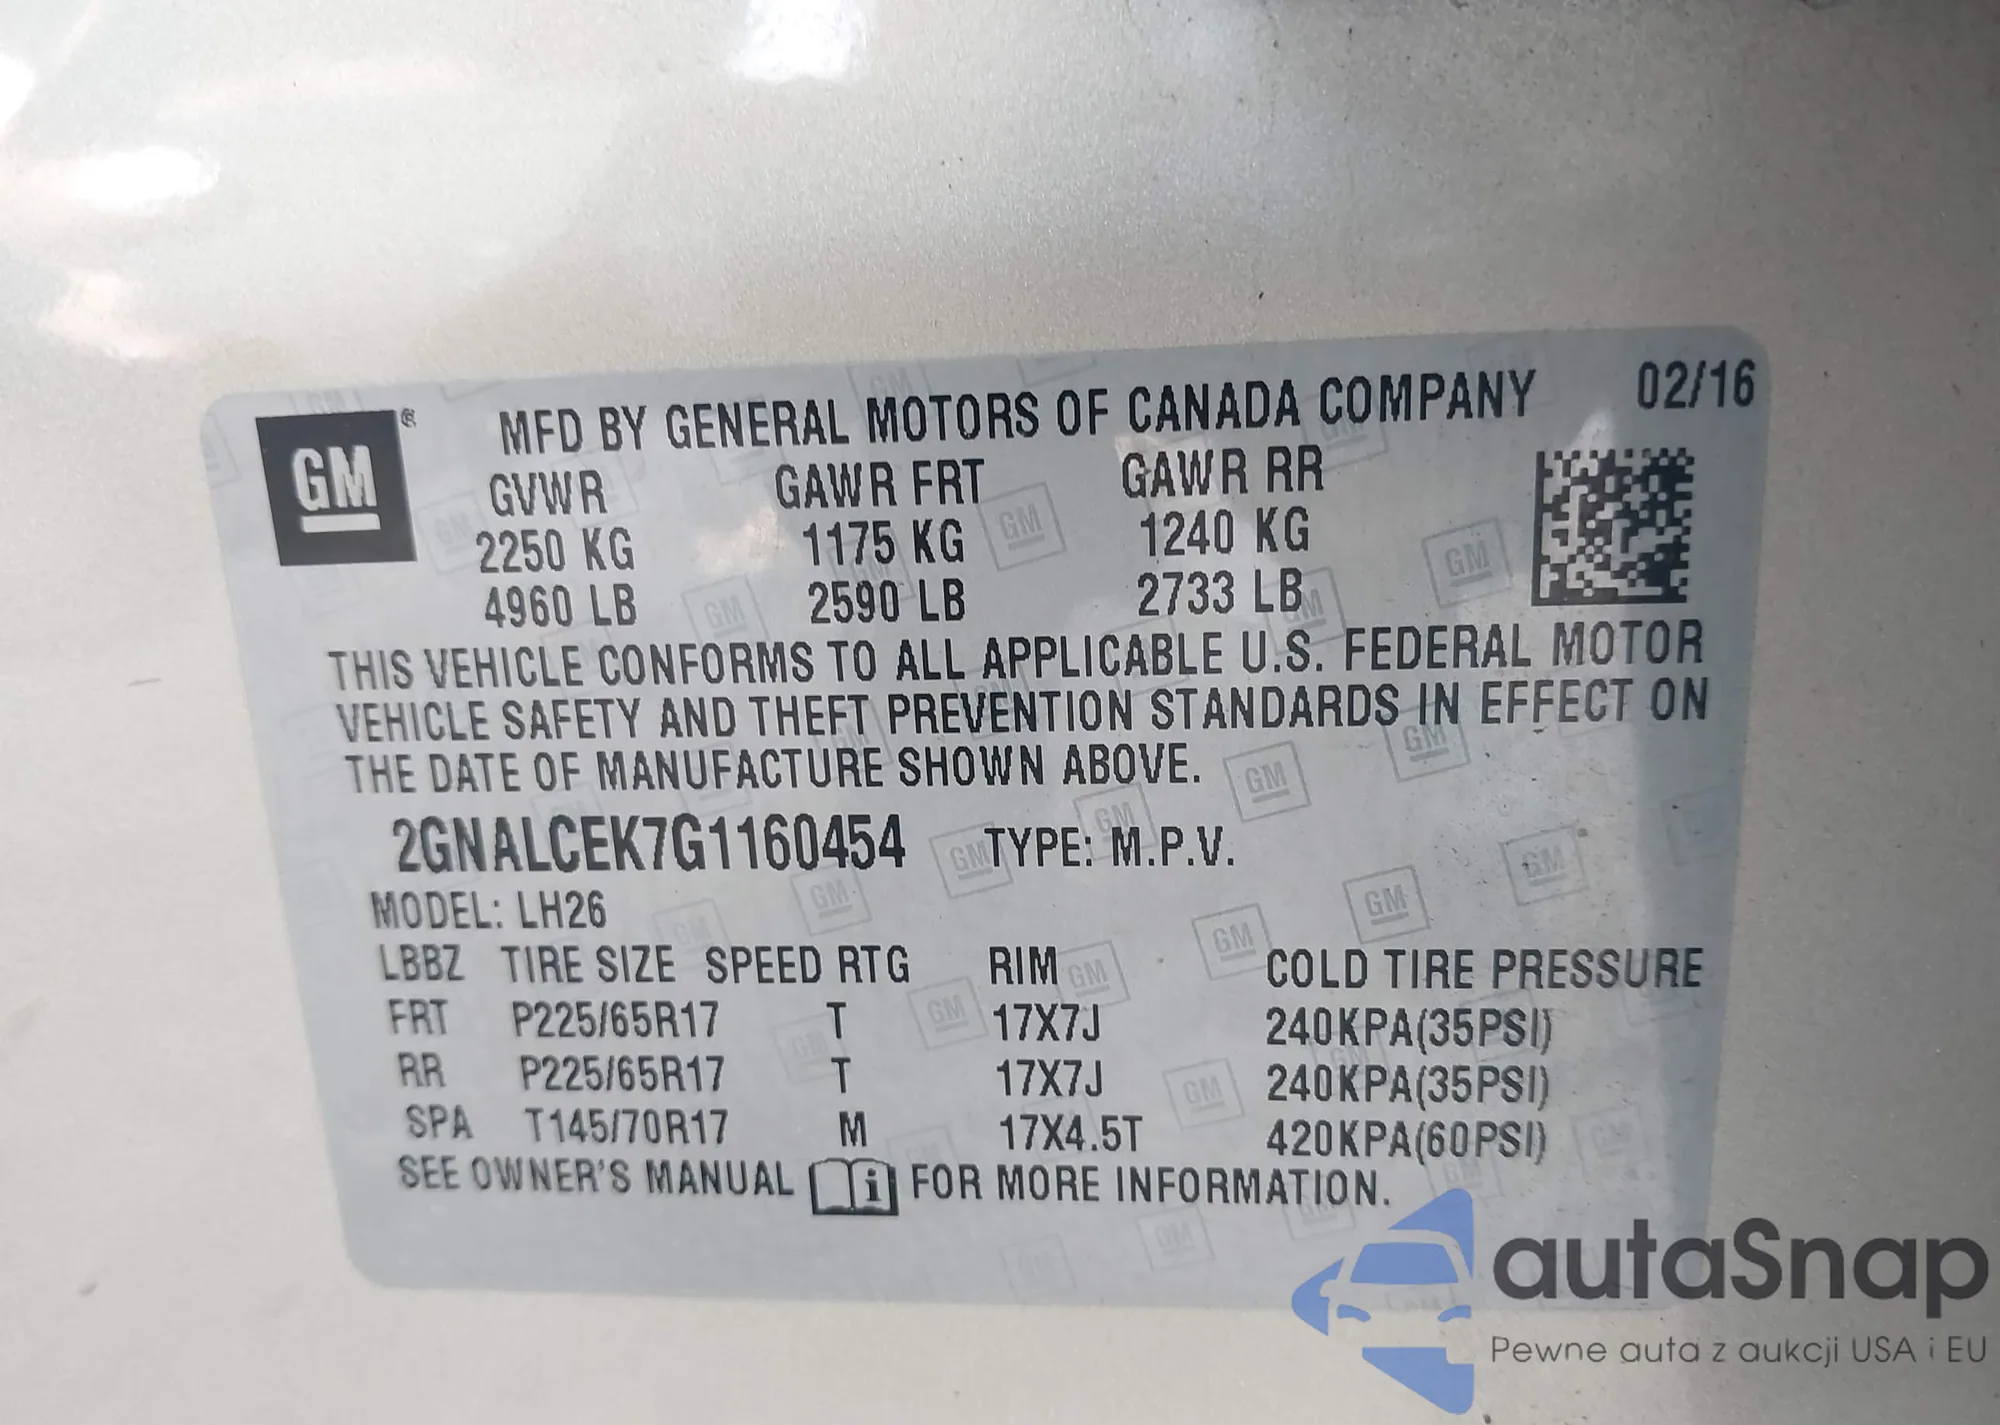 GM®
MFD BY GENERAL MOTORS OF CANADA COMPANY 02/16
GVWR GAWR FRT GAWR RR
2250 KG 1175 KG 1240 KG
4960 LB 2590 LB 2733 LB
THIS VEHICLE CONFORMS TO ALL APPLICABLE U.S. FEDERAL MOTOR
VEHICLE SAFETY AND THEFT PREVENTION STANDARDS IN EFFECT ON
THE DATE OF MANUFACTURE SHOWN ABOVE.
2GNALCEK7G1160454 TYPE: M.P.V.
MODEL: LH26
LBBZ TIRE SIZE SPEED RTG RIM COLD TIRE PRESSURE
FRT P225/65R17 T 17X7J 240KPA(35PSI)
RR P225/65R17 T 17X7J 240KPA(35PSI)
SPA T145/70R17 M 17X4.5T 420KPA(60PSI)
SEE OWNER'S MANUAL i FOR MORE INFORMATION.
autaSnap
Pewne auta z aukcji USA i EU